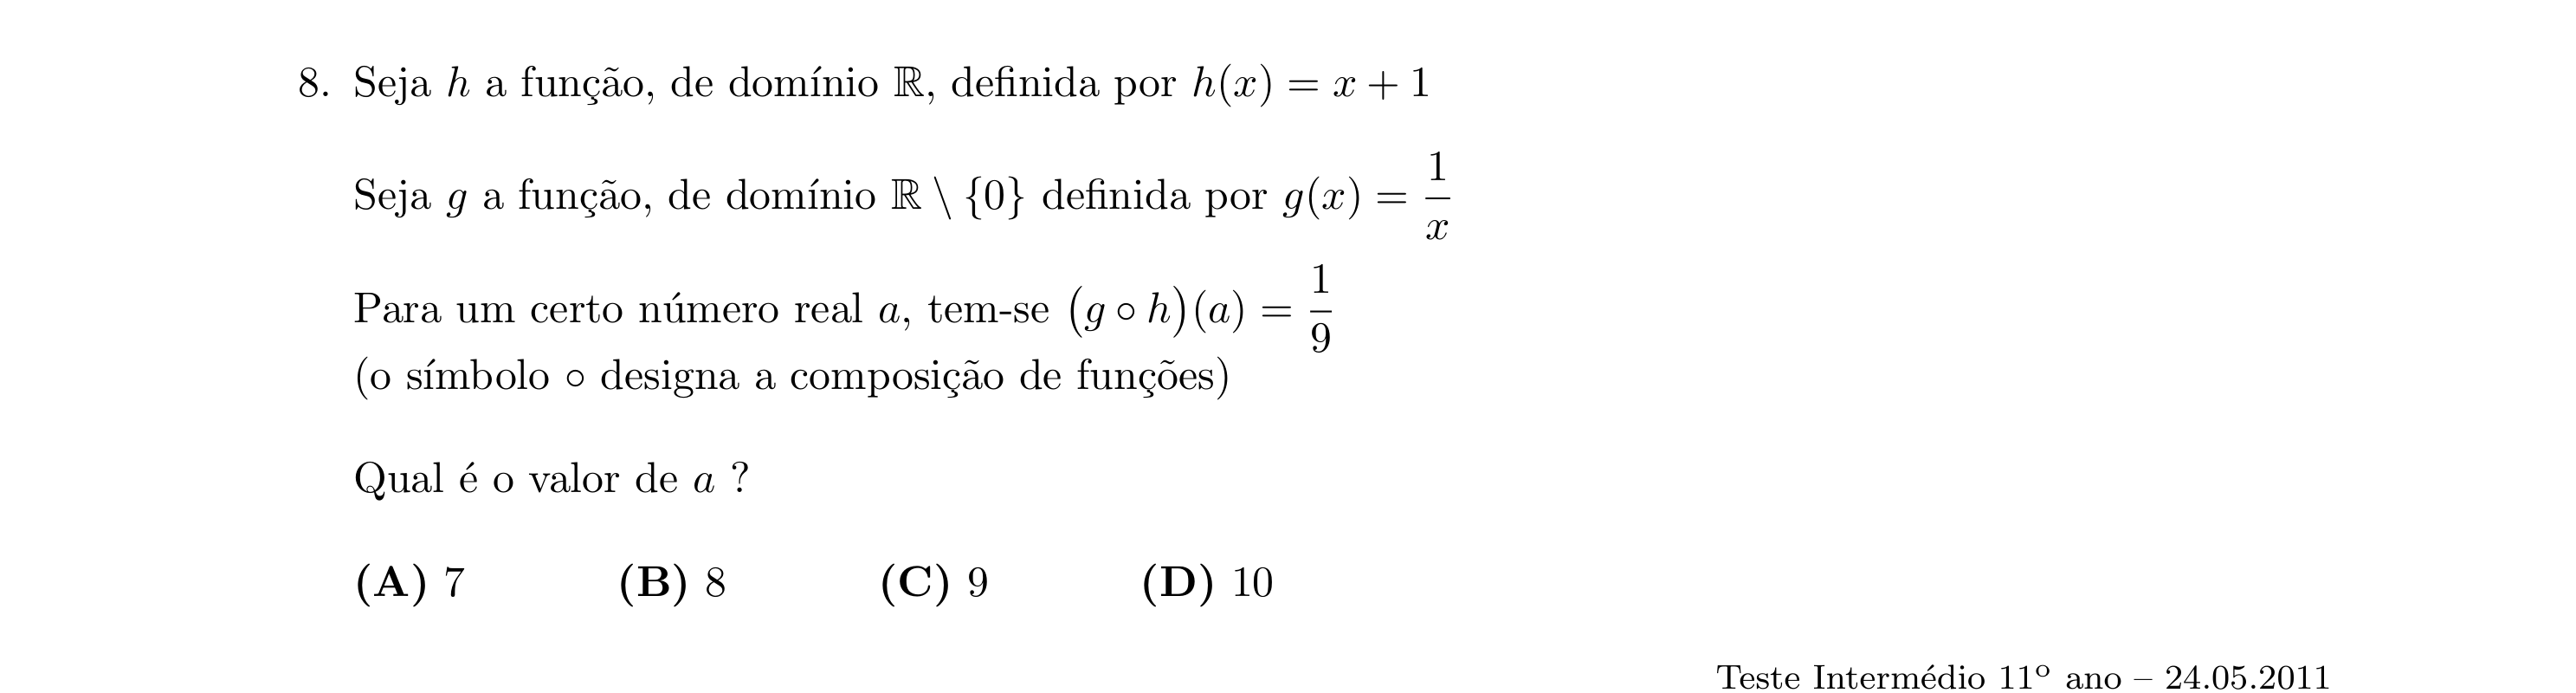 8. Seja h a função, de domínio ℝ, definida por h(x) = x + 1
Seja g a função, de domínio ℝ \ {0} definida por g(x) = 1/x
Para um certo número real a, tem-se (g ∘ h)(a) = 1/9
(o símbolo ∘ designa a composição de funções)
Qual é o valor de a ?
(A) 7 (B) 8 (C) 9 (D) 10
Teste Intermédio 11º ano – 24.05.2011